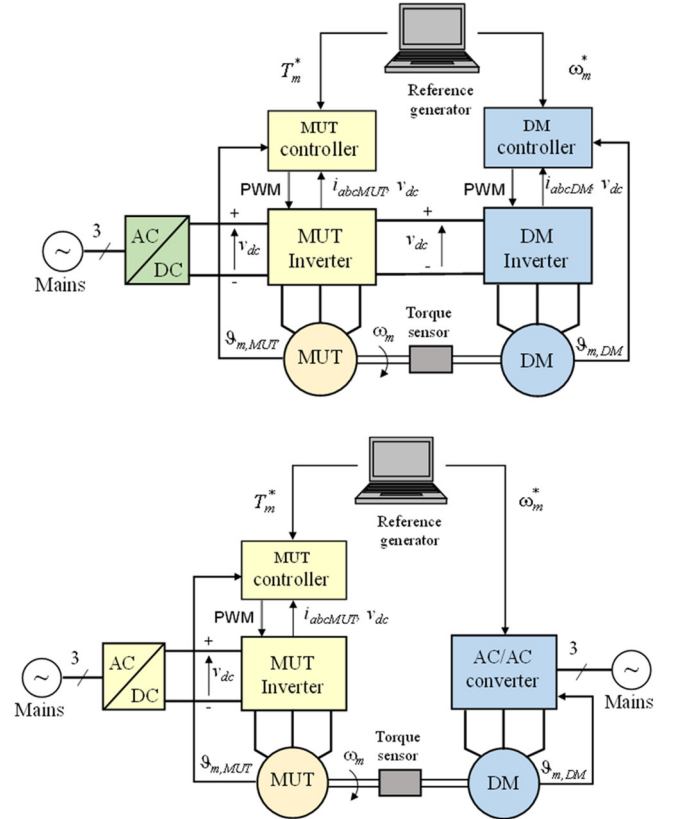 T*m
ω*m
Reference
generator
MUT
controller
DM
controller
PWM
iabcMUT, vdc
PWM
iabcDM, vdc
3
AC
DC
~
Mains
+
vdc
-
MUT
Inverter
+
vdc
-
DM
Inverter
ϑm,MUT
MUT
ωm
Torque
sensor
DM
ϑm,DM
T*m
ω*m
Reference
generator
MUT
controller
PWM
iabcMUT, vdc
3
AC
DC
~
Mains
+
vdc
-
MUT
Inverter
AC/AC
converter
3
~
Mains
ϑm,MUT
MUT
ωm
Torque
sensor
DM
ϑm,DM